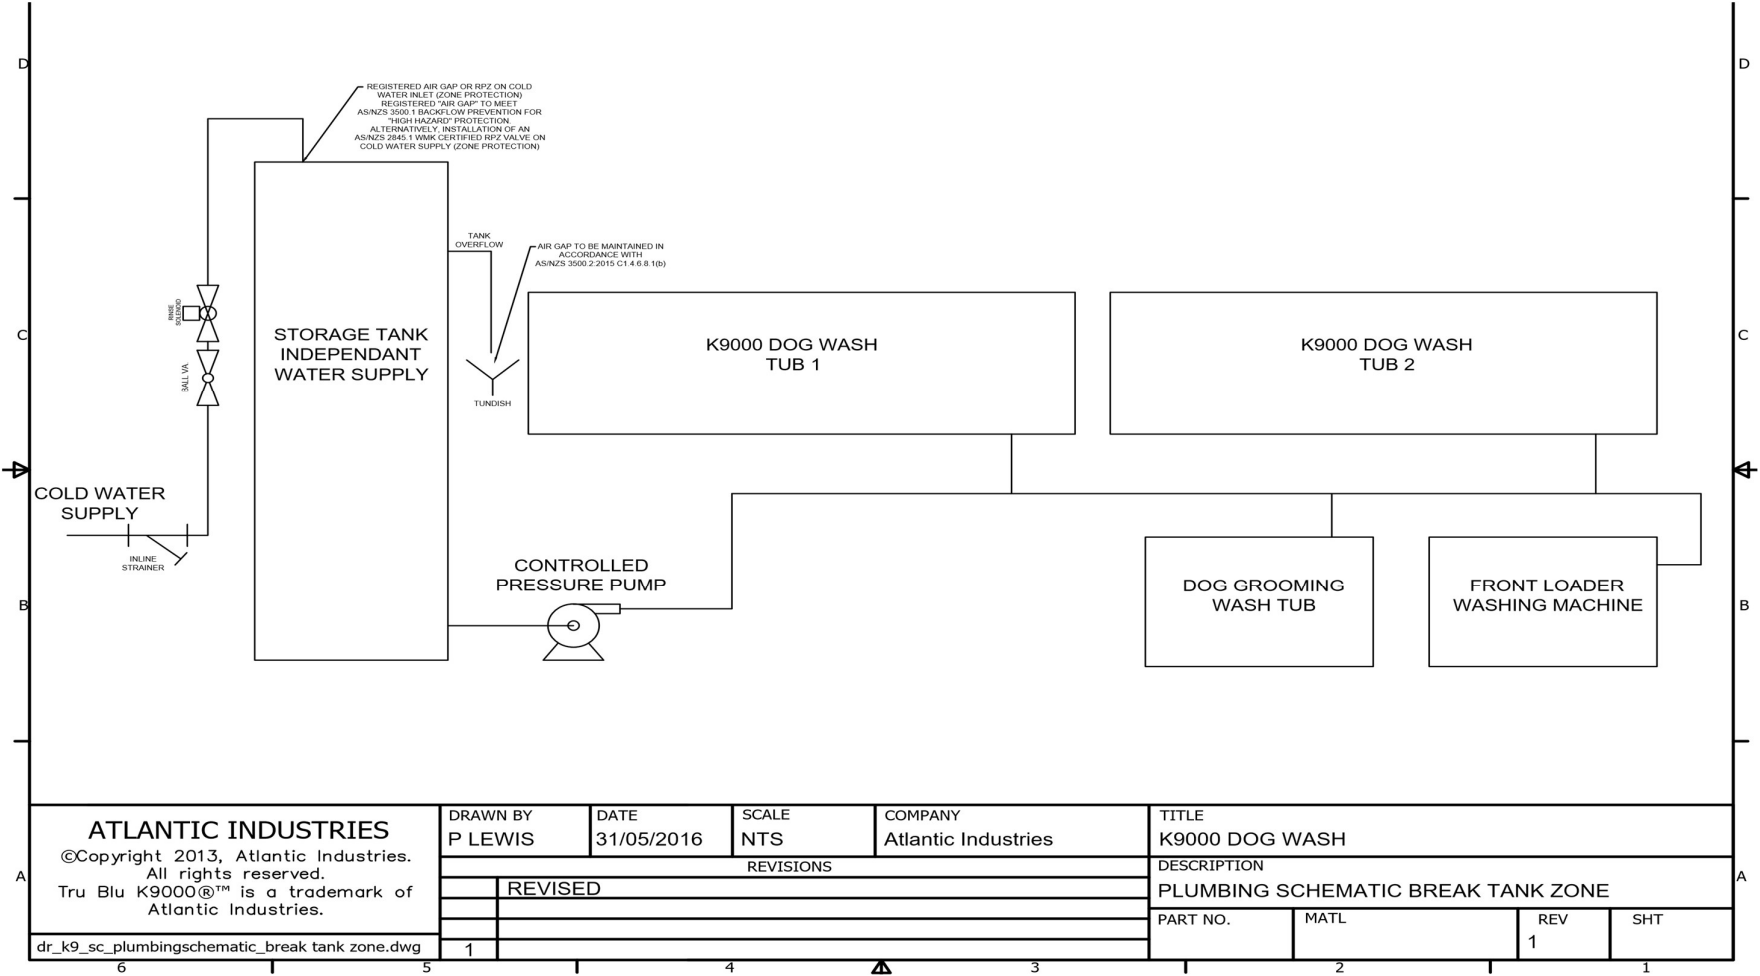 D
D
REGISTERED AIR GAP OR RPZ ON COLD
WATER INLET (ZONE PROTECTION)
REGISTERED "AIR GAP" TO MEET
AS/NZS 3500.1 BACKFLOW PREVENTION FOR
"HIGH HAZARD" PROTECTION.
ALTERNATIVELY, INSTALLATION OF AN
AS/NZS 2845.1 WMK CERTIFIED RPZ VALVE ON
COLD WATER SUPPLY (ZONE PROTECTION)
TANK
OVERFLOW
AIR GAP TO BE MAINTAINED IN
ACCORDANCE WITH
AS/NZS 3500.2:2015 C1.4.6.8.1(b)
RINSE
SOLENOID
C
C
STORAGE TANK
INDEPENDANT
WATER SUPPLY
K9000 DOG WASH
TUB 1
K9000 DOG WASH
TUB 2
BALL VA
TUNDISH
COLD WATER
SUPPLY
INLINE
STRAINER
CONTROLLED
PRESSURE PUMP
DOG GROOMING
WASH TUB
FRONT LOADER
WASHING MACHINE
B
B
ATLANTIC INDUSTRIES
©Copyright 2013, Atlantic Industries.
All rights reserved.
Tru Blu K9000®™ is a trademark of
Atlantic Industries.
dr_k9_sc_plumbingschematic_break tank zone.dwg
DRAWN BY
P LEWIS
DATE
31/05/2016
SCALE
NTS
COMPANY
Atlantic Industries
TITLE
K9000 DOG WASH
REVISIONS
REVISED
1
DESCRIPTION
PLUMBING SCHEMATIC BREAK TANK ZONE
PART NO.
MATL
REV
1
SHT
A
A
6
5
4
3
2
1